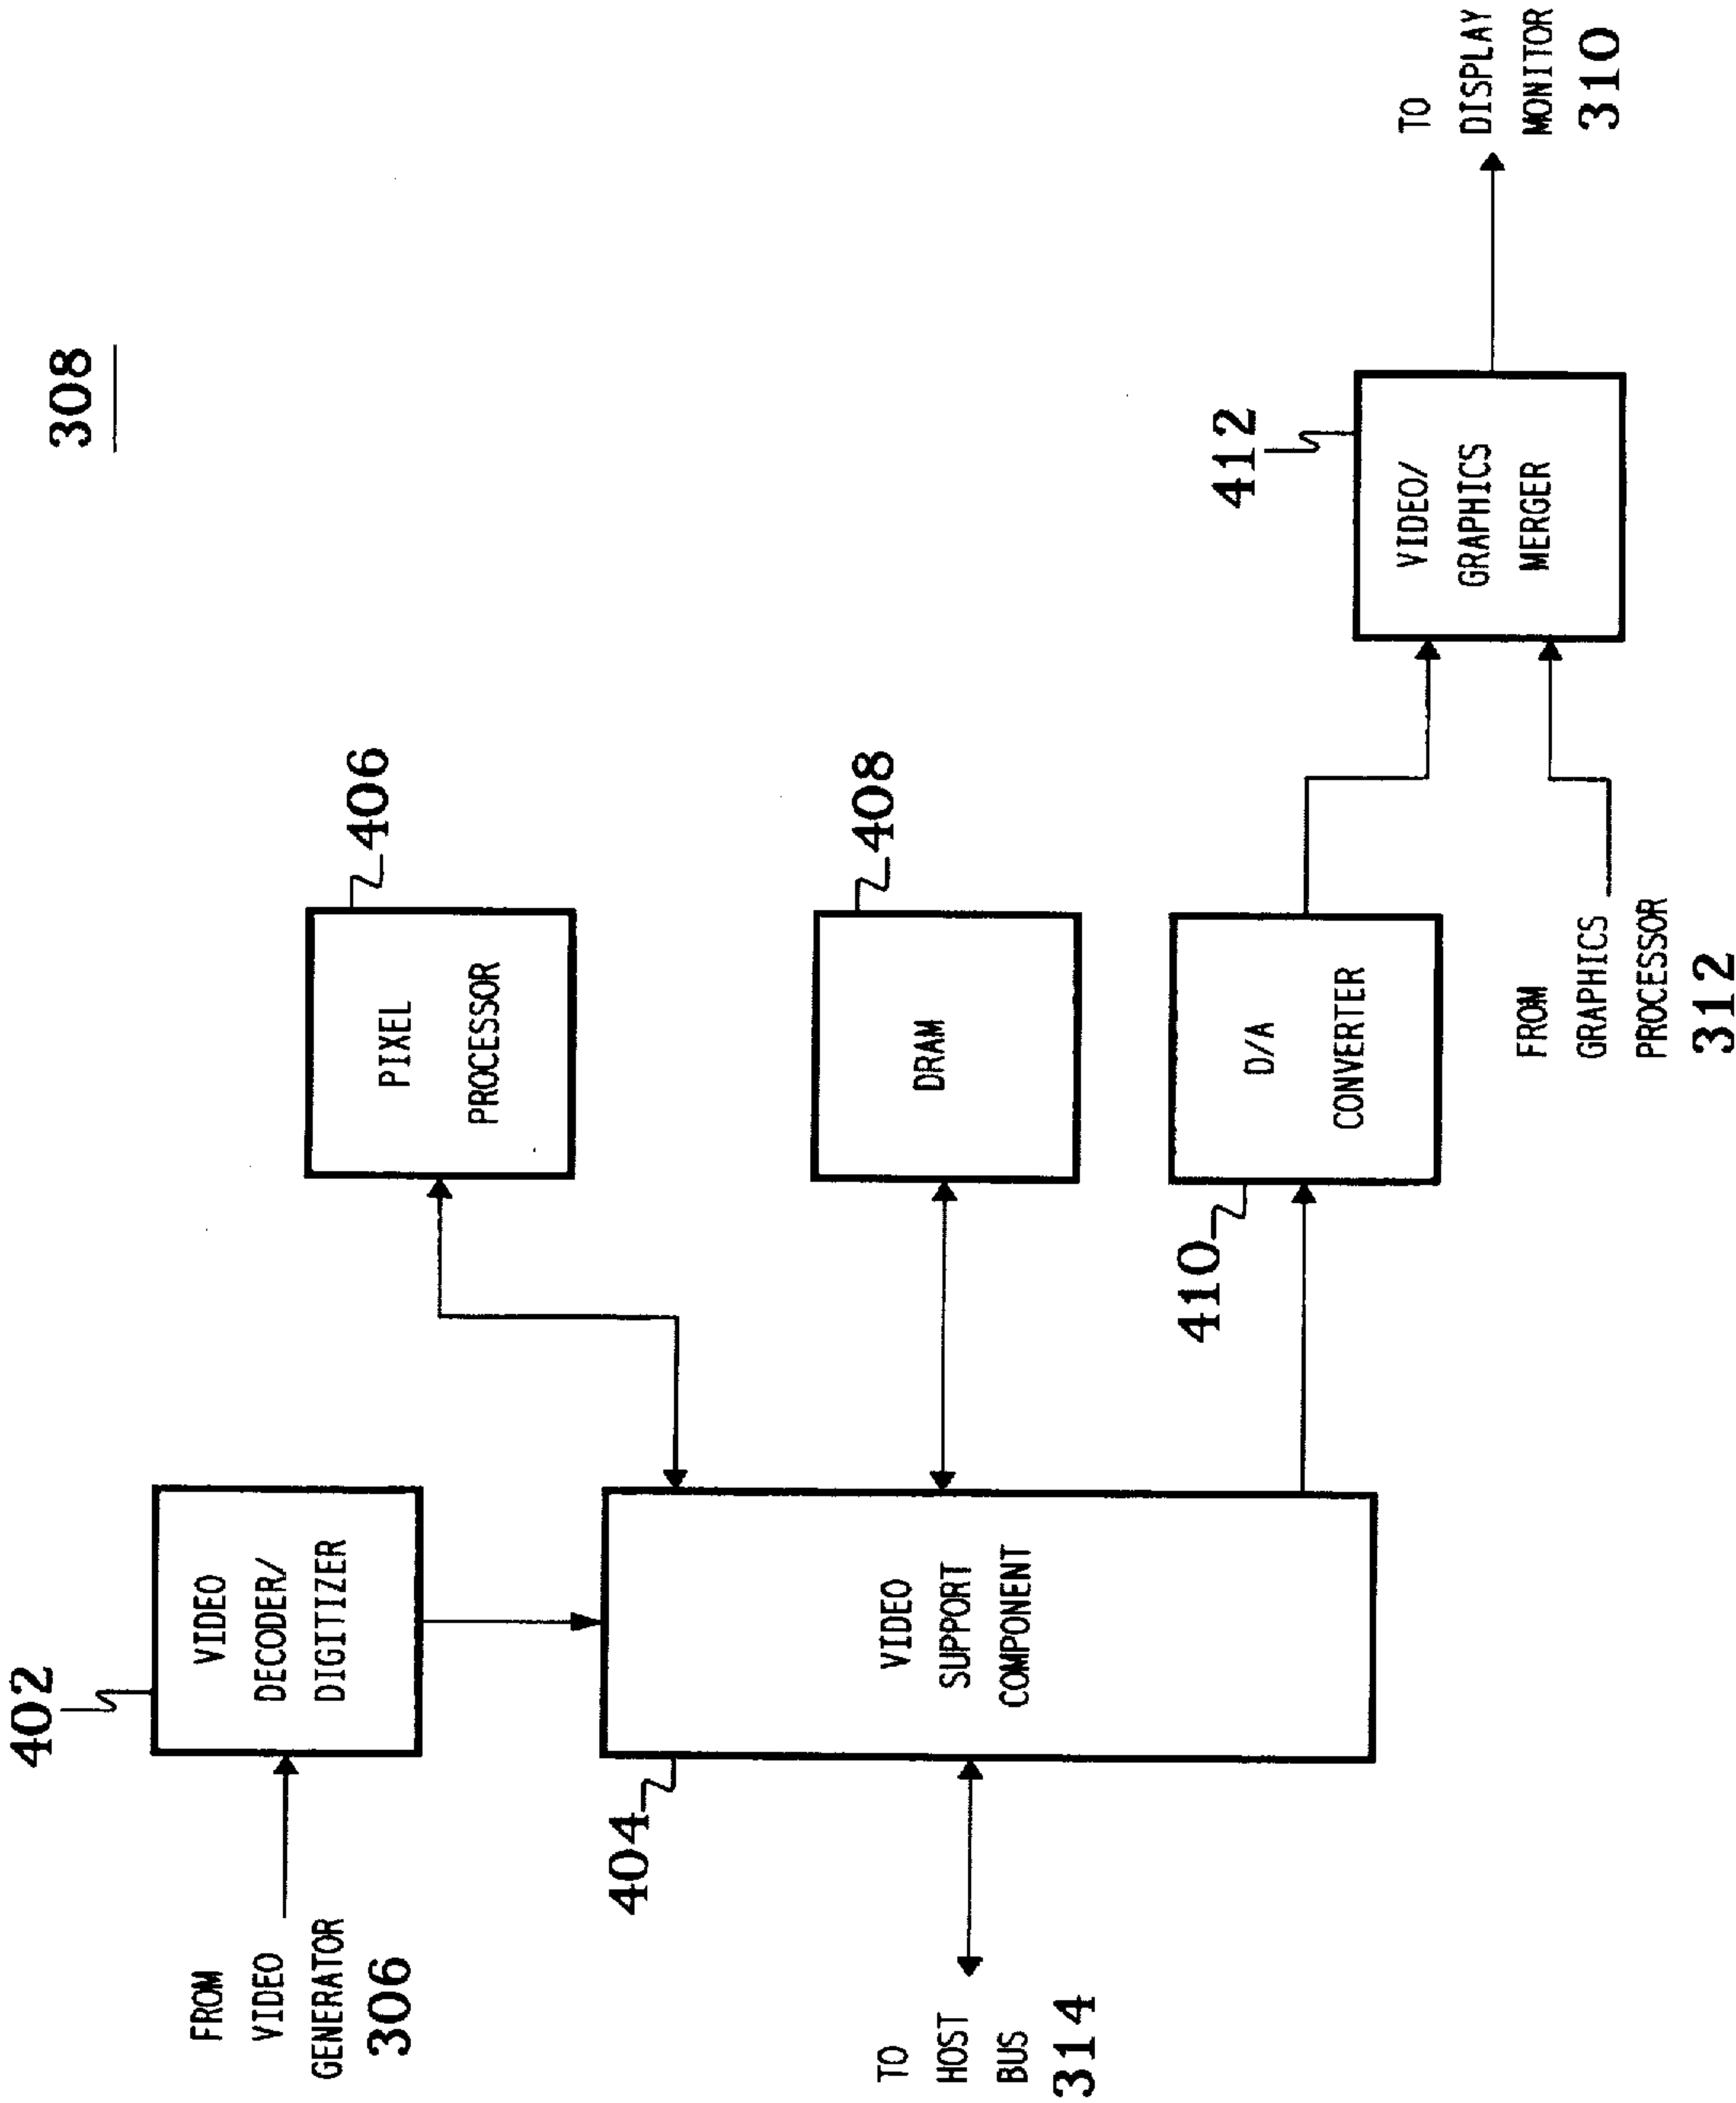 308
402
FROM
VIDEO
GENERATOR
306
VIDEO
DECODER/
DIGITIZER
PIXEL
PROCESSOR
406
404
TO
HOST
BUS
314
VIDEO
SUPPORT
COMPONENT
DRAM
408
410
D/A
CONVERTER
FROM
GRAPHICS
PROCESSOR
312
412
VIDEO/
GRAPHICS
MERGER
TO
DISPLAY
MONITOR
310